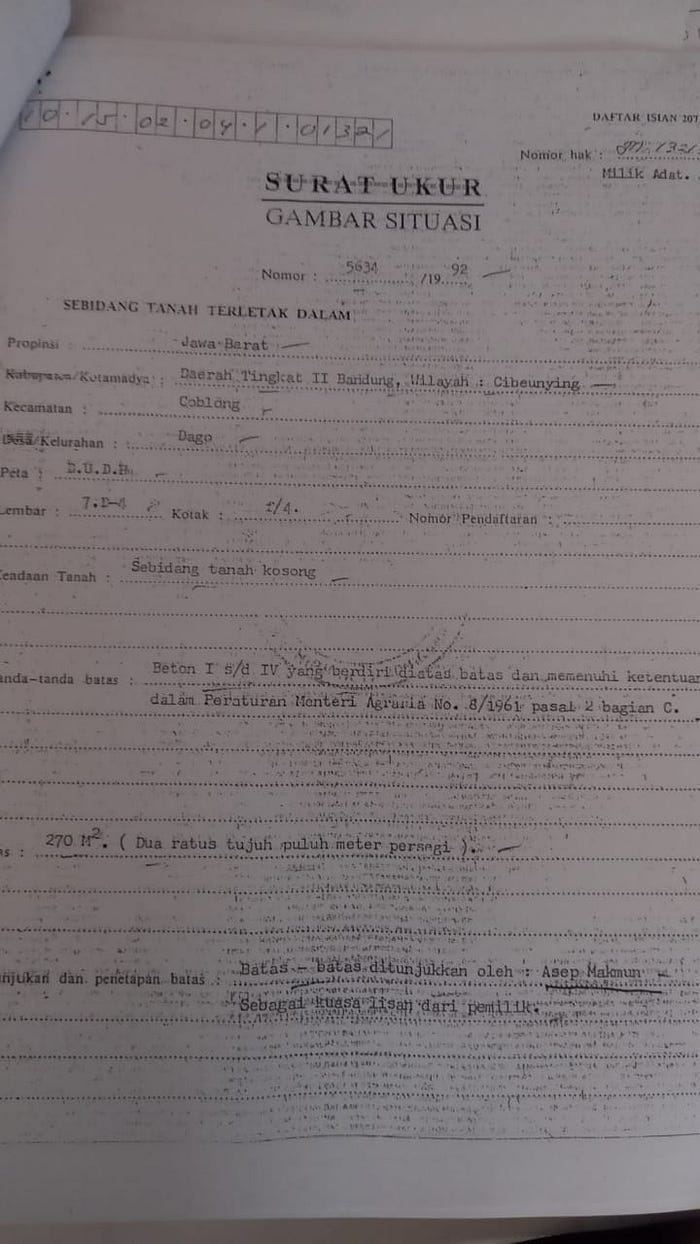 10.15.02.04.1.01321
DAFTAR ISIAN 207
Nomor hak : 1321
Milik Adat.
SURAT UKUR
GAMBAR SITUASI
Nomor : 5634 /19 92
SEBIDANG TANAH TERLETAK DALAM
Propinsi : Jawa Barat
Kabupaten/Kotamadya : Daerah Tingkat II Bandung, Wilayah : Cibeunying
Kecamatan : Coblong
Desa/Kelurahan : Dago
Peta :
Lembar : Kotak : f/4. Nomor Pendaftaran :
Keadaan Tanah : Sebidang tanah kosong
anda-tanda batas : Beton I s/d IV yang berdiri diatas batas dan memenuhi ketentuan
dalam Peraturan Menteri Agraria No. 8/1961 pasal 2 bagian C.
as : 270 M2. ( Dua ratus tujuh puluh meter persegi ).
njukan dan penetapan batas : Batas - batas ditunjukkan oleh : Asep Makmun
Sebagai kuasa lisan dari pemilik.